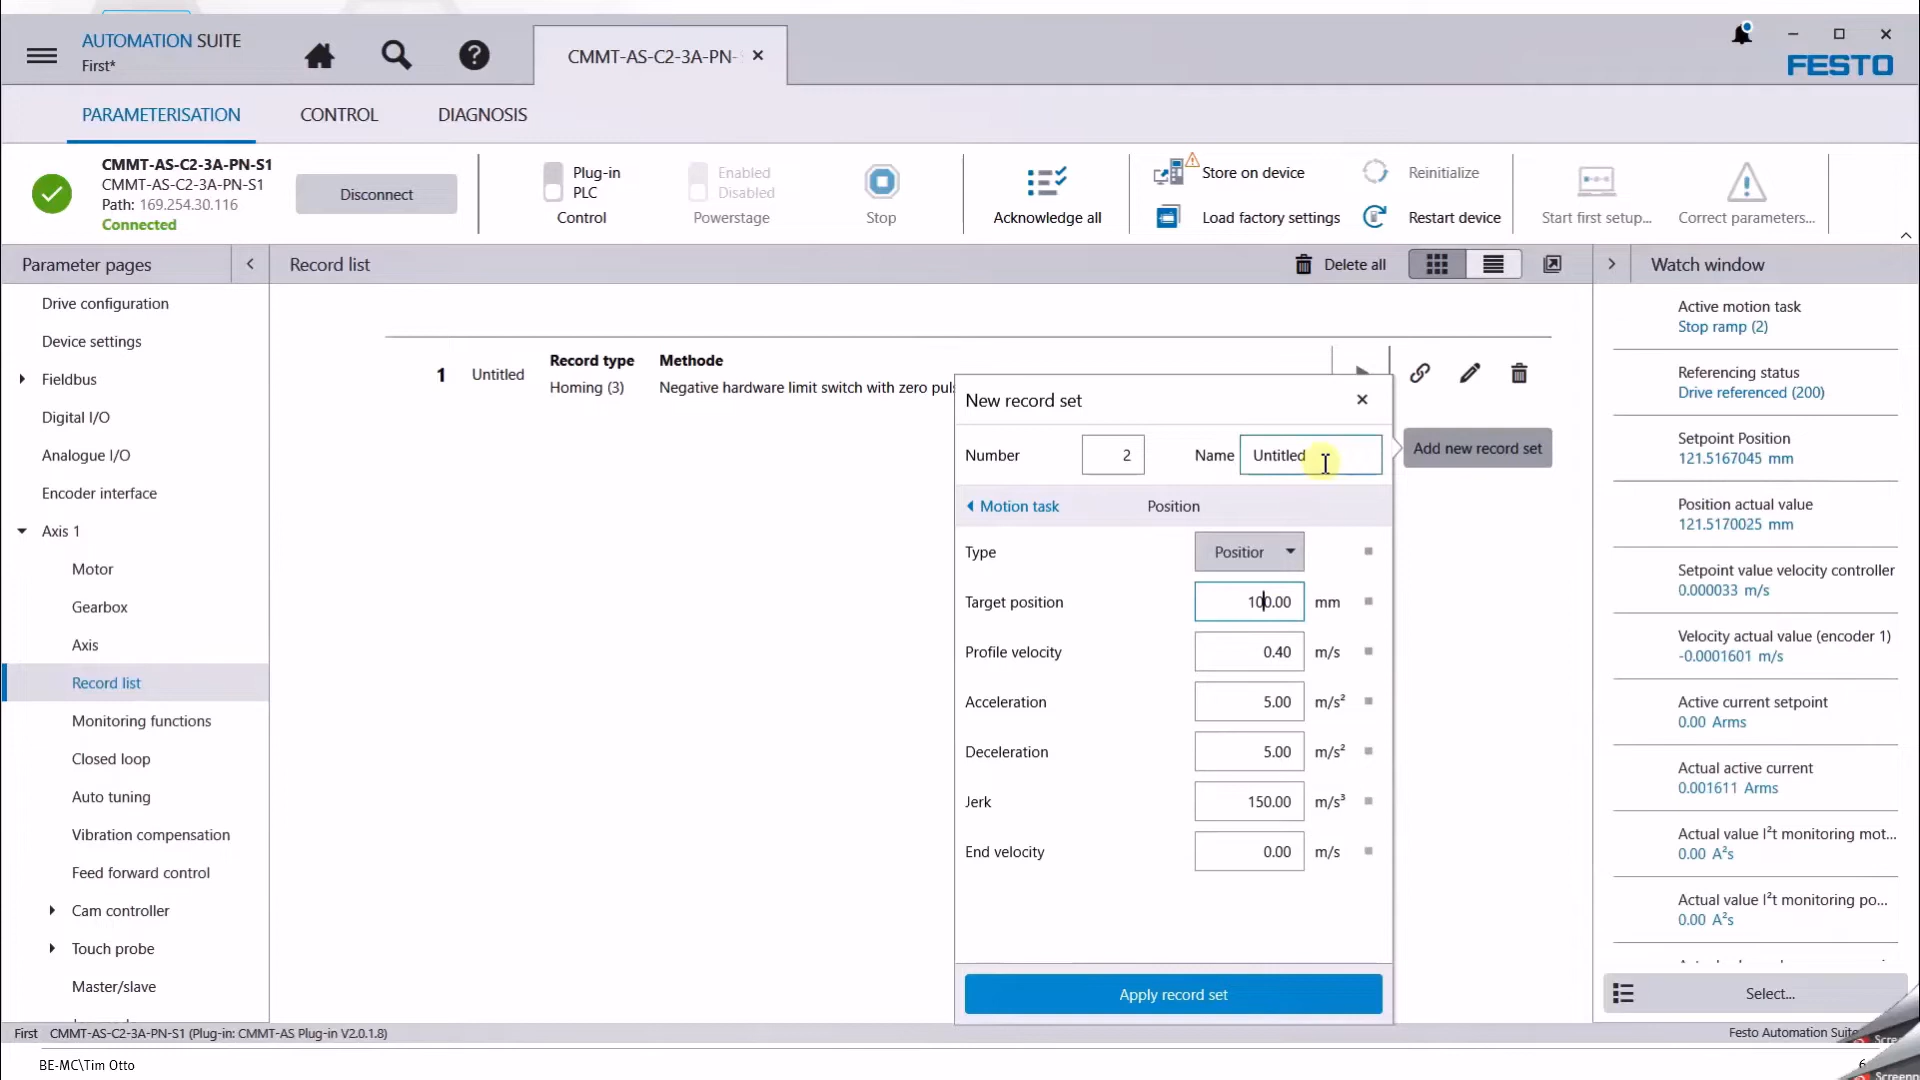 AUTOMATION SUITE
First*
CMMT-AS-C2-3A-PN-
FESTO
PARAMETERISATION
CONTROL
DIAGNOSIS
CMMT-AS-C2-3A-PN-S1
CMMT-AS-C2-3A-PN-S1
Path: 169.254.30.116
Connected
Disconnect
Plug-in
PLC
Control
Enabled
Disabled
Powerstage
Stop
Acknowledge all
Store on device
Load factory settings
Reinitialize
Restart device
Start first setup...
Correct parameters...
Parameter pages
Drive configuration
Device settings
Fieldbus
Digital I/O
Analogue I/O
Encoder interface
Axis 1
Motor
Gearbox
Axis
Record list
Monitoring functions
Closed loop
Auto tuning
Vibration compensation
Feed forward control
Cam controller
Touch probe
Master/slave
Record list
Delete all
1 Untitled
Record type
Homing (3)
Methode
Negative hardware limit switch with zero puls
Add new record set
New record set
Number 2 Name Untitled
Motion task Position
Type Position
Target position 100.00 mm
Profile velocity 0.40 m/s
Acceleration 5.00 m/s²
Deceleration 5.00 m/s²
Jerk 150.00 m/s³
End velocity 0.00 m/s
Apply record set
Watch window
Active motion task
Stop ramp (2)
Referencing status
Drive referenced (200)
Setpoint Position
121.5167045 mm
Position actual value
121.5170025 mm
Setpoint value velocity controller
0.000033 m/s
Velocity actual value (encoder 1)
-0.0001601 m/s
Active current setpoint
0.00 Arms
Actual active current
0.001611 Arms
Actual value I²t monitoring mot...
0.00 A²s
Actual value I²t monitoring po...
0.00 A²s
Select...
First CMMT-AS-C2-3A-PN-S1 (Plug-in: CMMT-AS Plug-in V2.0.1.8)
Festo Automation Suite
BE-MC\Tim Otto